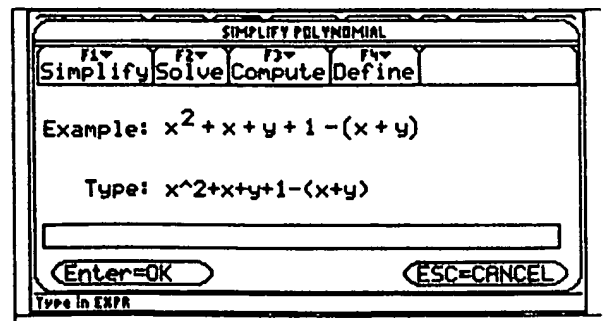 SIMPLIFY POLYNOMIAL
F1▼ F2▼ F3▼ F4▼
Simplify Solve Compute Define
Example: x² + x + y + 1 - (x + y)
Type: x^2+x+y+1-(x+y)
Enter=OK ESC=CANCEL
Type in EXPR